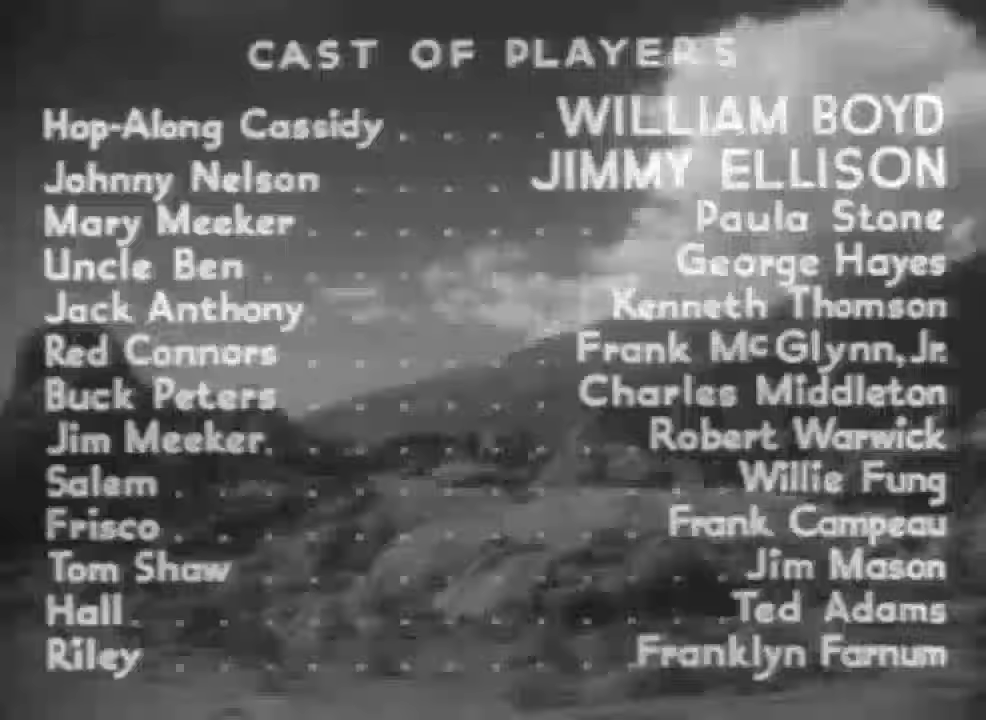 CAST OF PLAYERS
Hop-Along Cassidy . . . . WILLIAM BOYD
Johnny Nelson . . . . JIMMY ELLISON
Mary Meeker . . . . . . . Paula Stone
Uncle Ben . . . . . . . . . George Hayes
Jack Anthony . . . . . . . Kenneth Thomson
Red Connors . . . . . . . Frank McGlynn, Jr.
Buck Peters . . . . . . Charles Middleton
Jim Meeker . . . . . . . . . Robert Warwick
Salem . . . . . . . . . . . . . Willie Fung
Frisco . . . . . . . . . . . Frank Campeau
Tom Shaw . . . . . . . . . . . Jim Mason
Hall . . . . . . . . . . . . . . Ted Adams
Riley . . . . . . . . . . . Franklyn Farnum